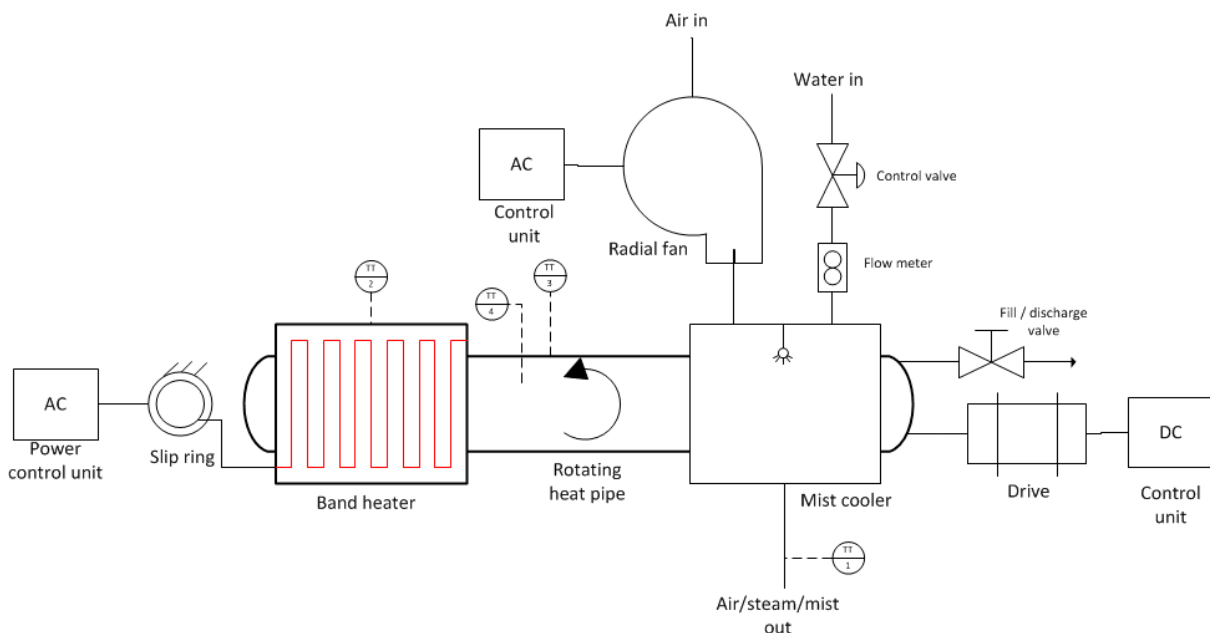 Air in
Water in
AC
Control
unit
Control valve
Radial fan
Flow meter
TT
2
TT
3
TT
4
Fill / discharge
valve
AC
Power
control unit
Slip ring
Band heater
Rotating
heat pipe
Mist cooler
Drive
DC
Control
unit
TT
1
Air/steam/mist
out